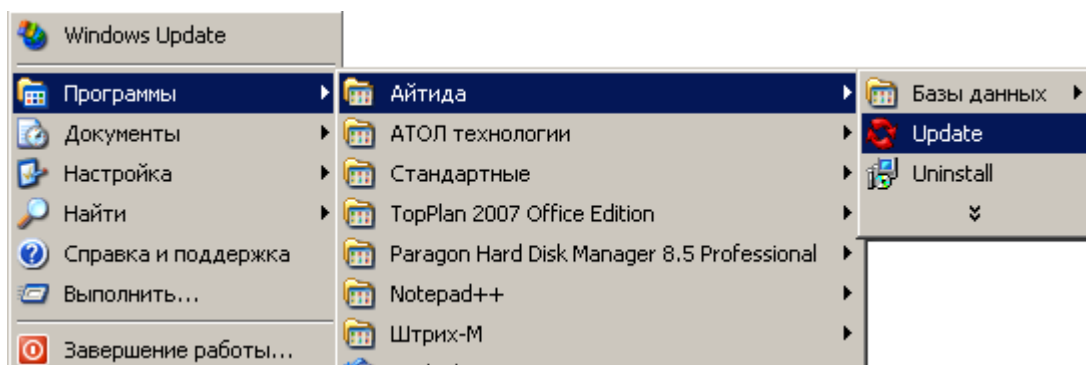 Windows Update
Программы
Документы
Настройка
Найти
Справка и поддержка
Выполнить...
Завершение работы...
Айтида
АТОЛ технологии
Стандартные
TopPlan 2007 Office Edition
Paragon Hard Disk Manager 8.5 Professional
Notepad++
Штрих-М
Базы данных
Update
Uninstall